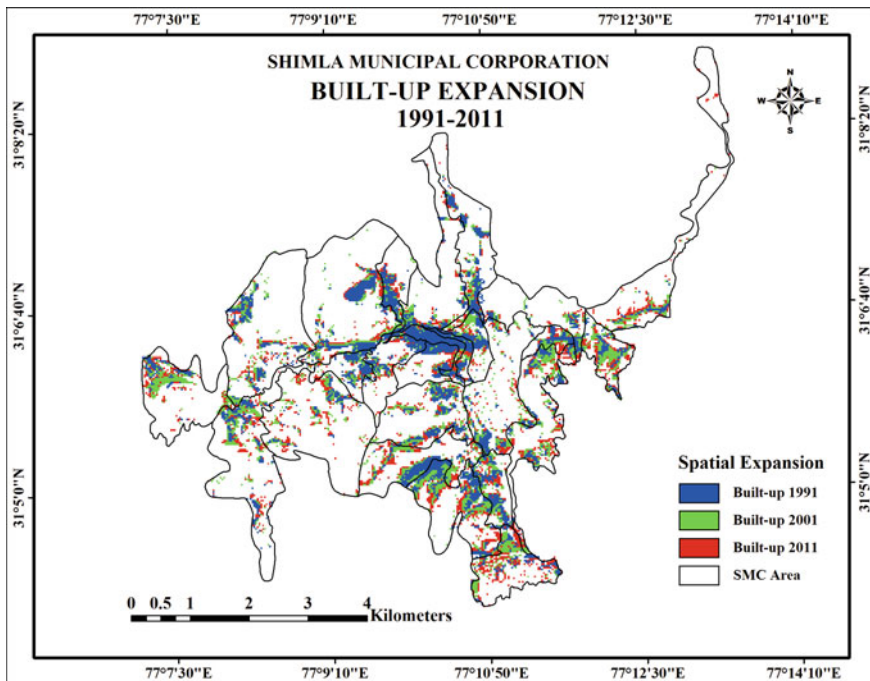 77°7'30"E 77°9'10"E 77°10'50"E 77°12'30"E 77°14'10"E
SHIMLA MUNICIPAL CORPORATION
BUILT-UP EXPANSION
1991-2011
N
W E
S
31°8'20"N 31°8'20"N
31°6'40"N 31°6'40"N
31°5'0"N 31°5'0"N
Spatial Expansion
Built-up 1991
Built-up 2001
Built-up 2011
SMC Area
0 0.5 1 2 3 4
Kilometers
77°7'30"E 77°9'10"E 77°10'50"E 77°12'30"E 77°14'10"E